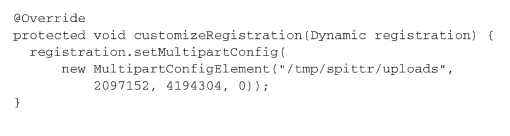 @Override
protected void customizeRegistration(Dynamic registration) {
  registration.setMultipartConfig(
      new MultipartConfigElement("/tmp/spittr/uploads",
          2097152, 4194304, 0));
}